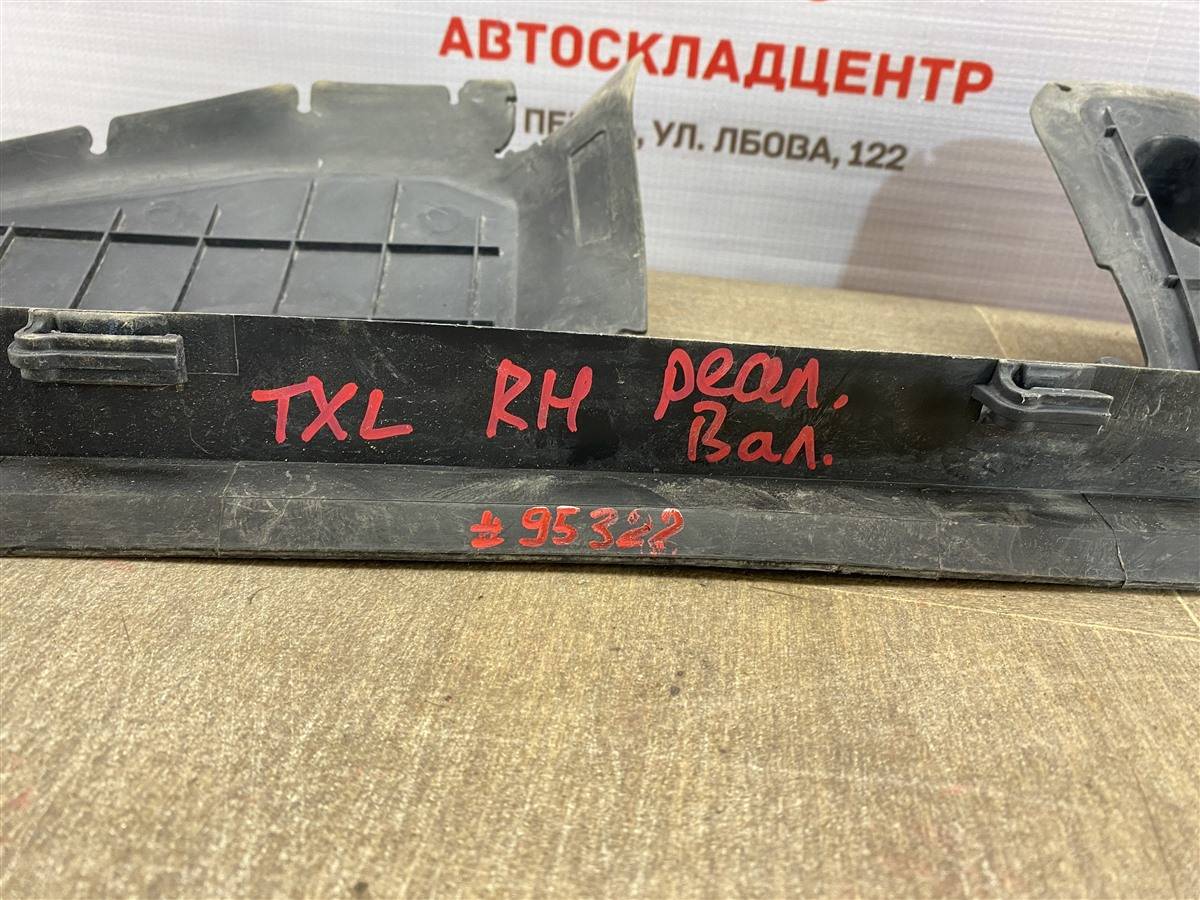 АВТОСКЛАДЦЕНТР
УЛ. ЛБОВА, 122
TXL RH реал.
Вал.
#95322